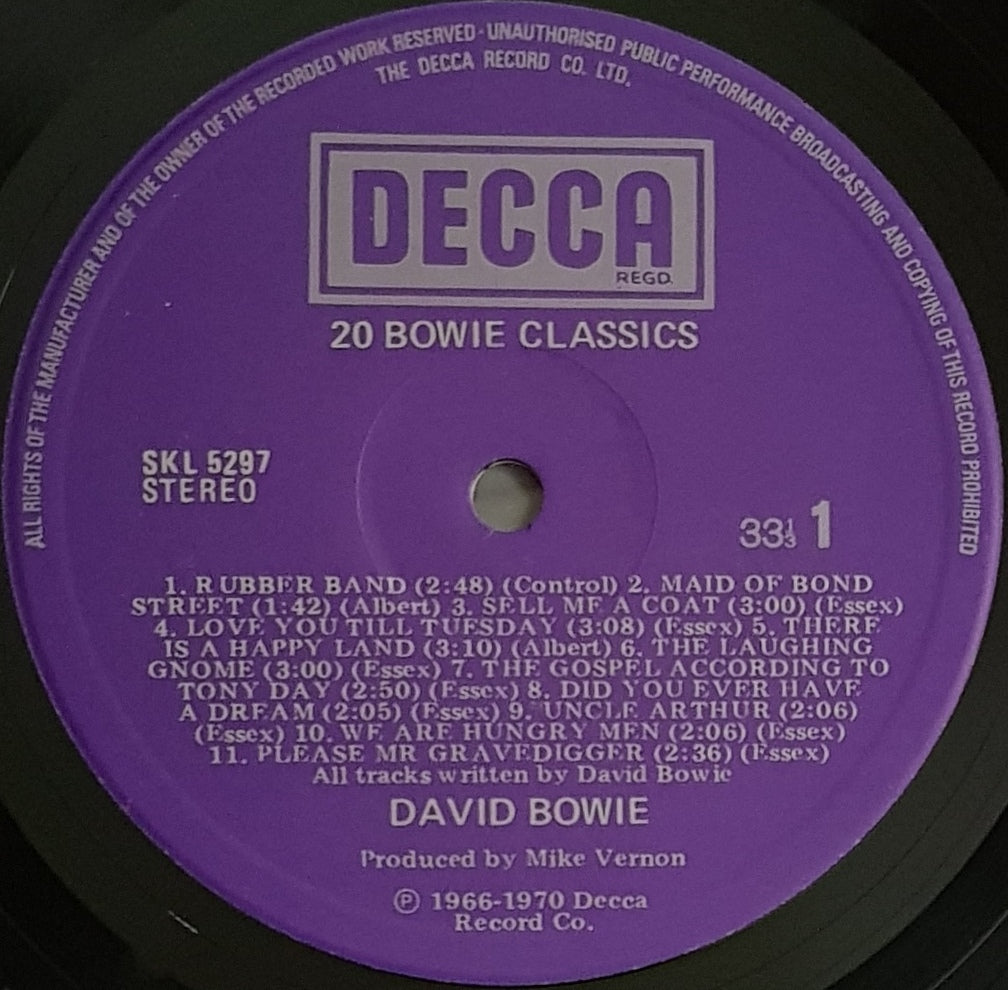 ALL RIGHTS OF THE MANUFACTURER AND OF THE OWNER OF THE RECORDED WORK RESERVED · UNAUTHORISED PUBLIC PERFORMANCE BROADCASTING AND COPYING OF THIS RECORD PROHIBITED
THE DECCA RECORD CO. LTD.
DECCA
REGD.
20 BOWIE CLASSICS
SKL 5297
STEREO
33⅓ 1
1. RUBBER BAND (2:48) (Control) 2. MAID OF BOND
STREET (1:42) (Albert) 3. SELL ME A COAT (3:00) (Essex)
4. LOVE YOU TILL TUESDAY (3:08) (Essex) 5. THERE
IS A HAPPY LAND (3:10) (Albert) 6. THE LAUGHING
GNOME (3:00) (Essex) 7. THE GOSPEL ACCORDING TO
TONY DAY (2:50) (Essex) 8. DID YOU EVER HAVE
A DREAM (2:05) (Essex) 9. UNCLE ARTHUR (2:06)
(Essex) 10. WE ARE HUNGRY MEN (2:06) (Essex)
11. PLEASE MR GRAVEDIGGER (2:36) (Essex)
All tracks written by David Bowie
DAVID BOWIE
Produced by Mike Vernon
℗ 1966-1970 Decca
Record Co.